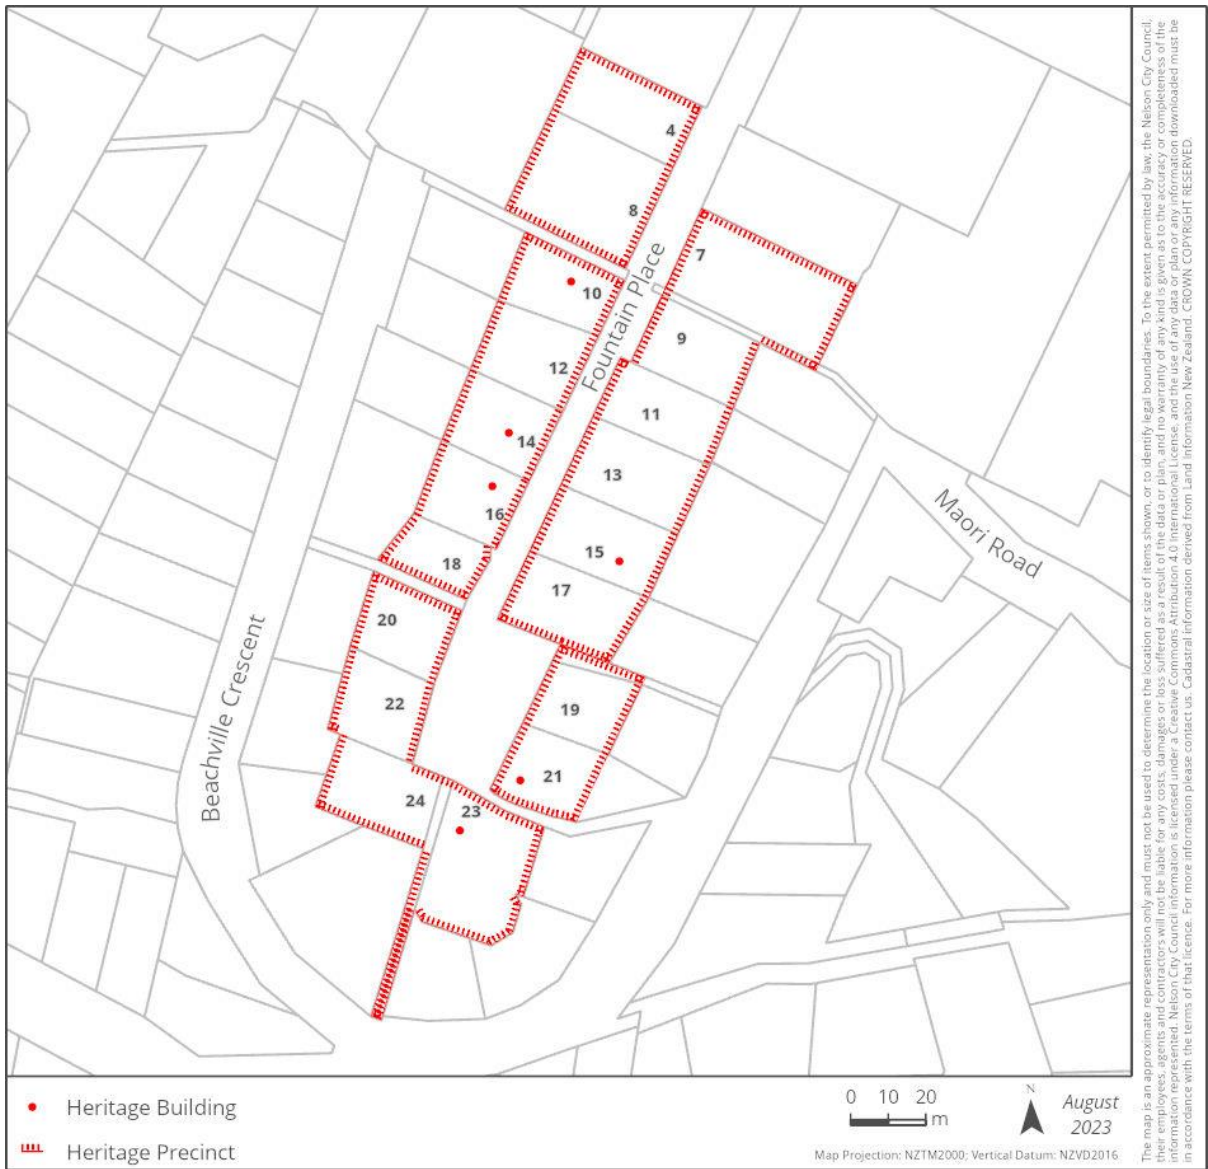 4
8
7
Fountain Place
10
9
12
11
14
13
16
15
18
17
Maori Road
20
Beachville Crescent
22
19
21
24
23
Heritage Building
Heritage Precinct
0 10 20
m
N
August
2023
Map Projection: NZTM2000; Vertical Datum: NZVD2016
The map is an approximate representation only and must not be used to determine the location or size of items shown, or to identify legal boundaries. To the extent permitted by law, the Nelson City Council,
their employees, agents and contractors will not be liable for any costs, damages or loss suffered as a result of the data or plan, and no warranty of any kind is given as to the accuracy or completeness of the
information represented. Nelson City Council information is licensed under a Creative Commons Attribution 4.0 International License, and the use of any data or plan or any information downloaded must be
in accordance with the terms of that licence. For more information please contact us. Cadastral information derived from Land Information New Zealand. CROWN COPYRIGHT RESERVED.